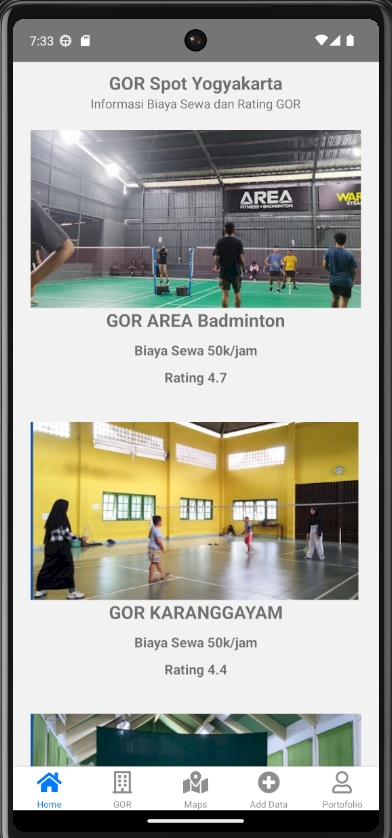 7:33
GOR Spot Yogyakarta
Informasi Biaya Sewa dan Rating GOR
AREA
FITNESS • BADMINTON
WAR
GOR AREA Badminton
Biaya Sewa 50k/jam
Rating 4.7
GOR KARANGGAYAM
Biaya Sewa 50k/jam
Rating 4.4
Home
GOR
Maps
Add Data
Portofolio